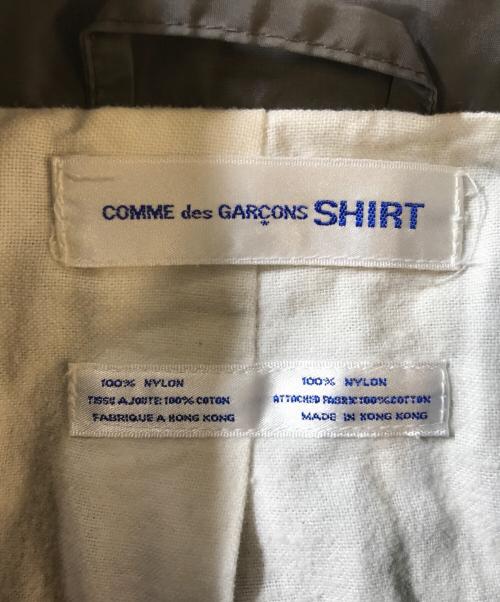 COMME des GARÇONS SHIRT
100% NYLON
TISSU AJOUTE:100% COTON
FABRIQUE A HONG KONG
100% NYLON
ATTACHED FABRIC:100% COTTON
MADE IN HONG KONG